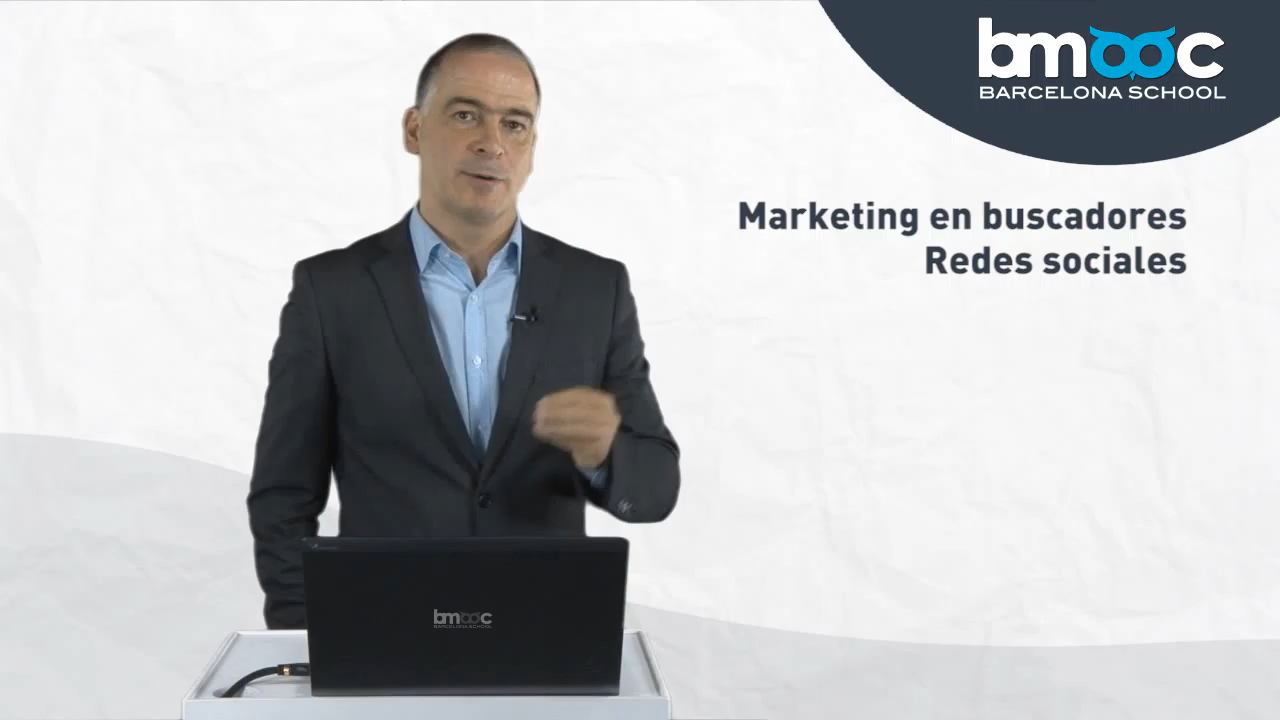 bmooc
BARCELONA SCHOOL
Marketing en buscadores
Redes sociales
bmooc
BARCELONA SCHOOL